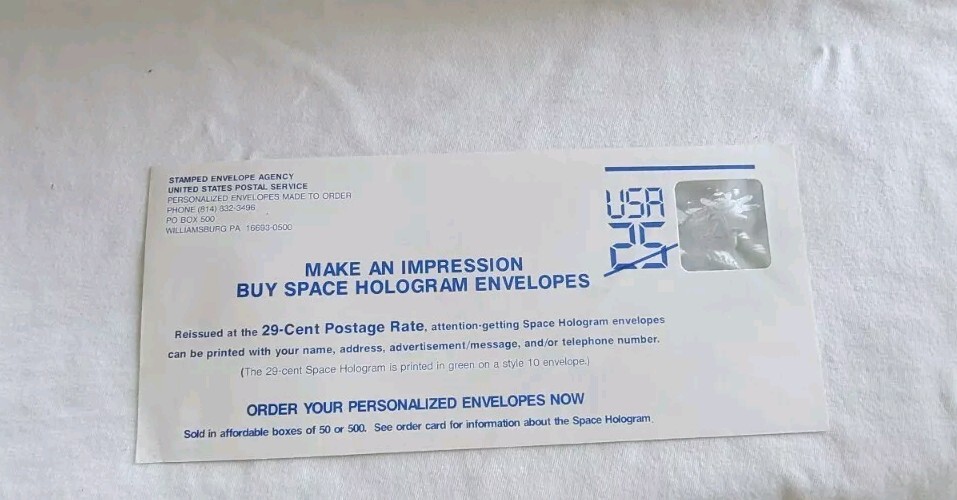 STAMPED ENVELOPE AGENCY
UNITED STATES POSTAL SERVICE
PERSONALIZED ENVELOPES MADE TO ORDER
PHONE (814) 832-3496
PO BOX 500
WILLIAMSBURG PA 16693-0500
USA
25
MAKE AN IMPRESSION
BUY SPACE HOLOGRAM ENVELOPES
Reissued at the 29-Cent Postage Rate, attention-getting Space Hologram envelopes
can be printed with your name, address, advertisement/message, and/or telephone number.
(The 29-cent Space Hologram is printed in green on a style 10 envelope.)
ORDER YOUR PERSONALIZED ENVELOPES NOW
Sold in affordable boxes of 50 or 500. See order card for information about the Space Hologram.